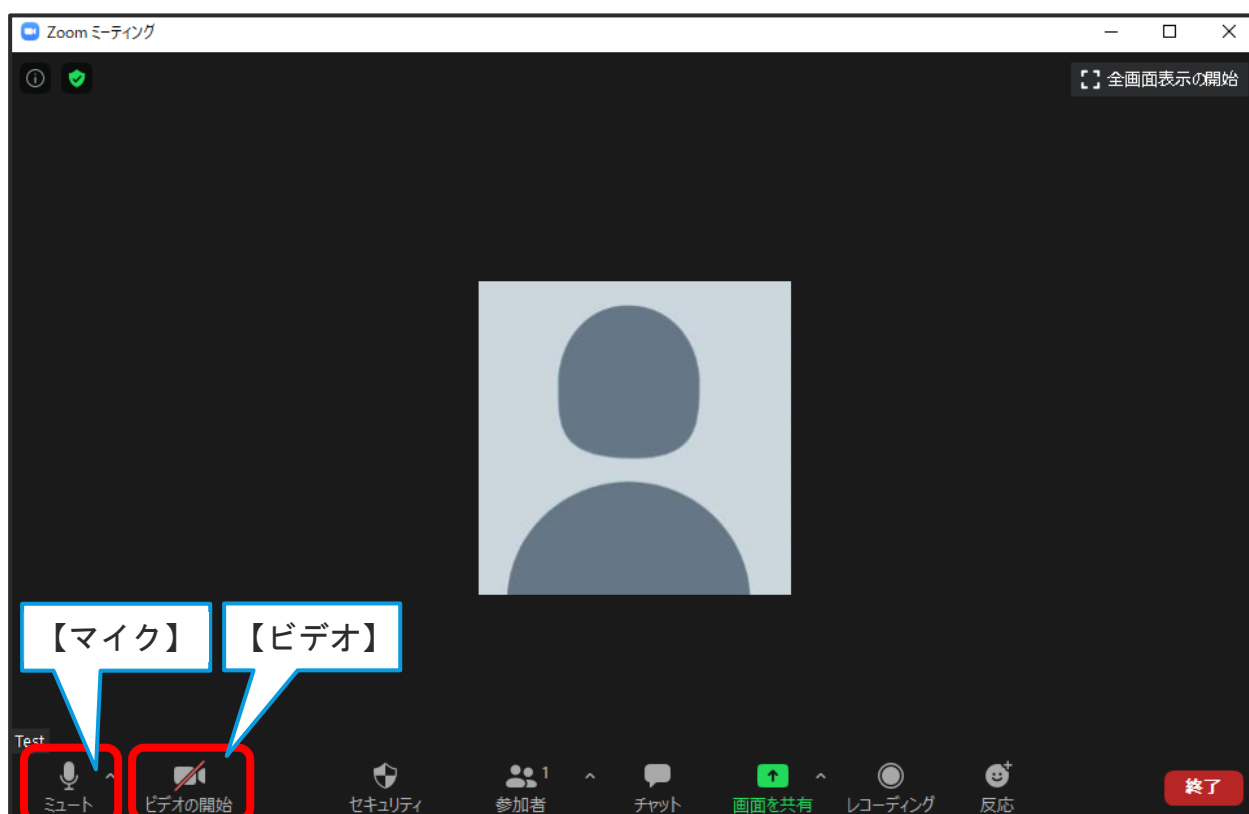 Zoom ミーティング
全画面表示の開始
【マイク】
【ビデオ】
Test
ミュート
ビデオの開始
セキュリティ
1
参加者
チャット
画面を共有
レコーディング
反応
終了